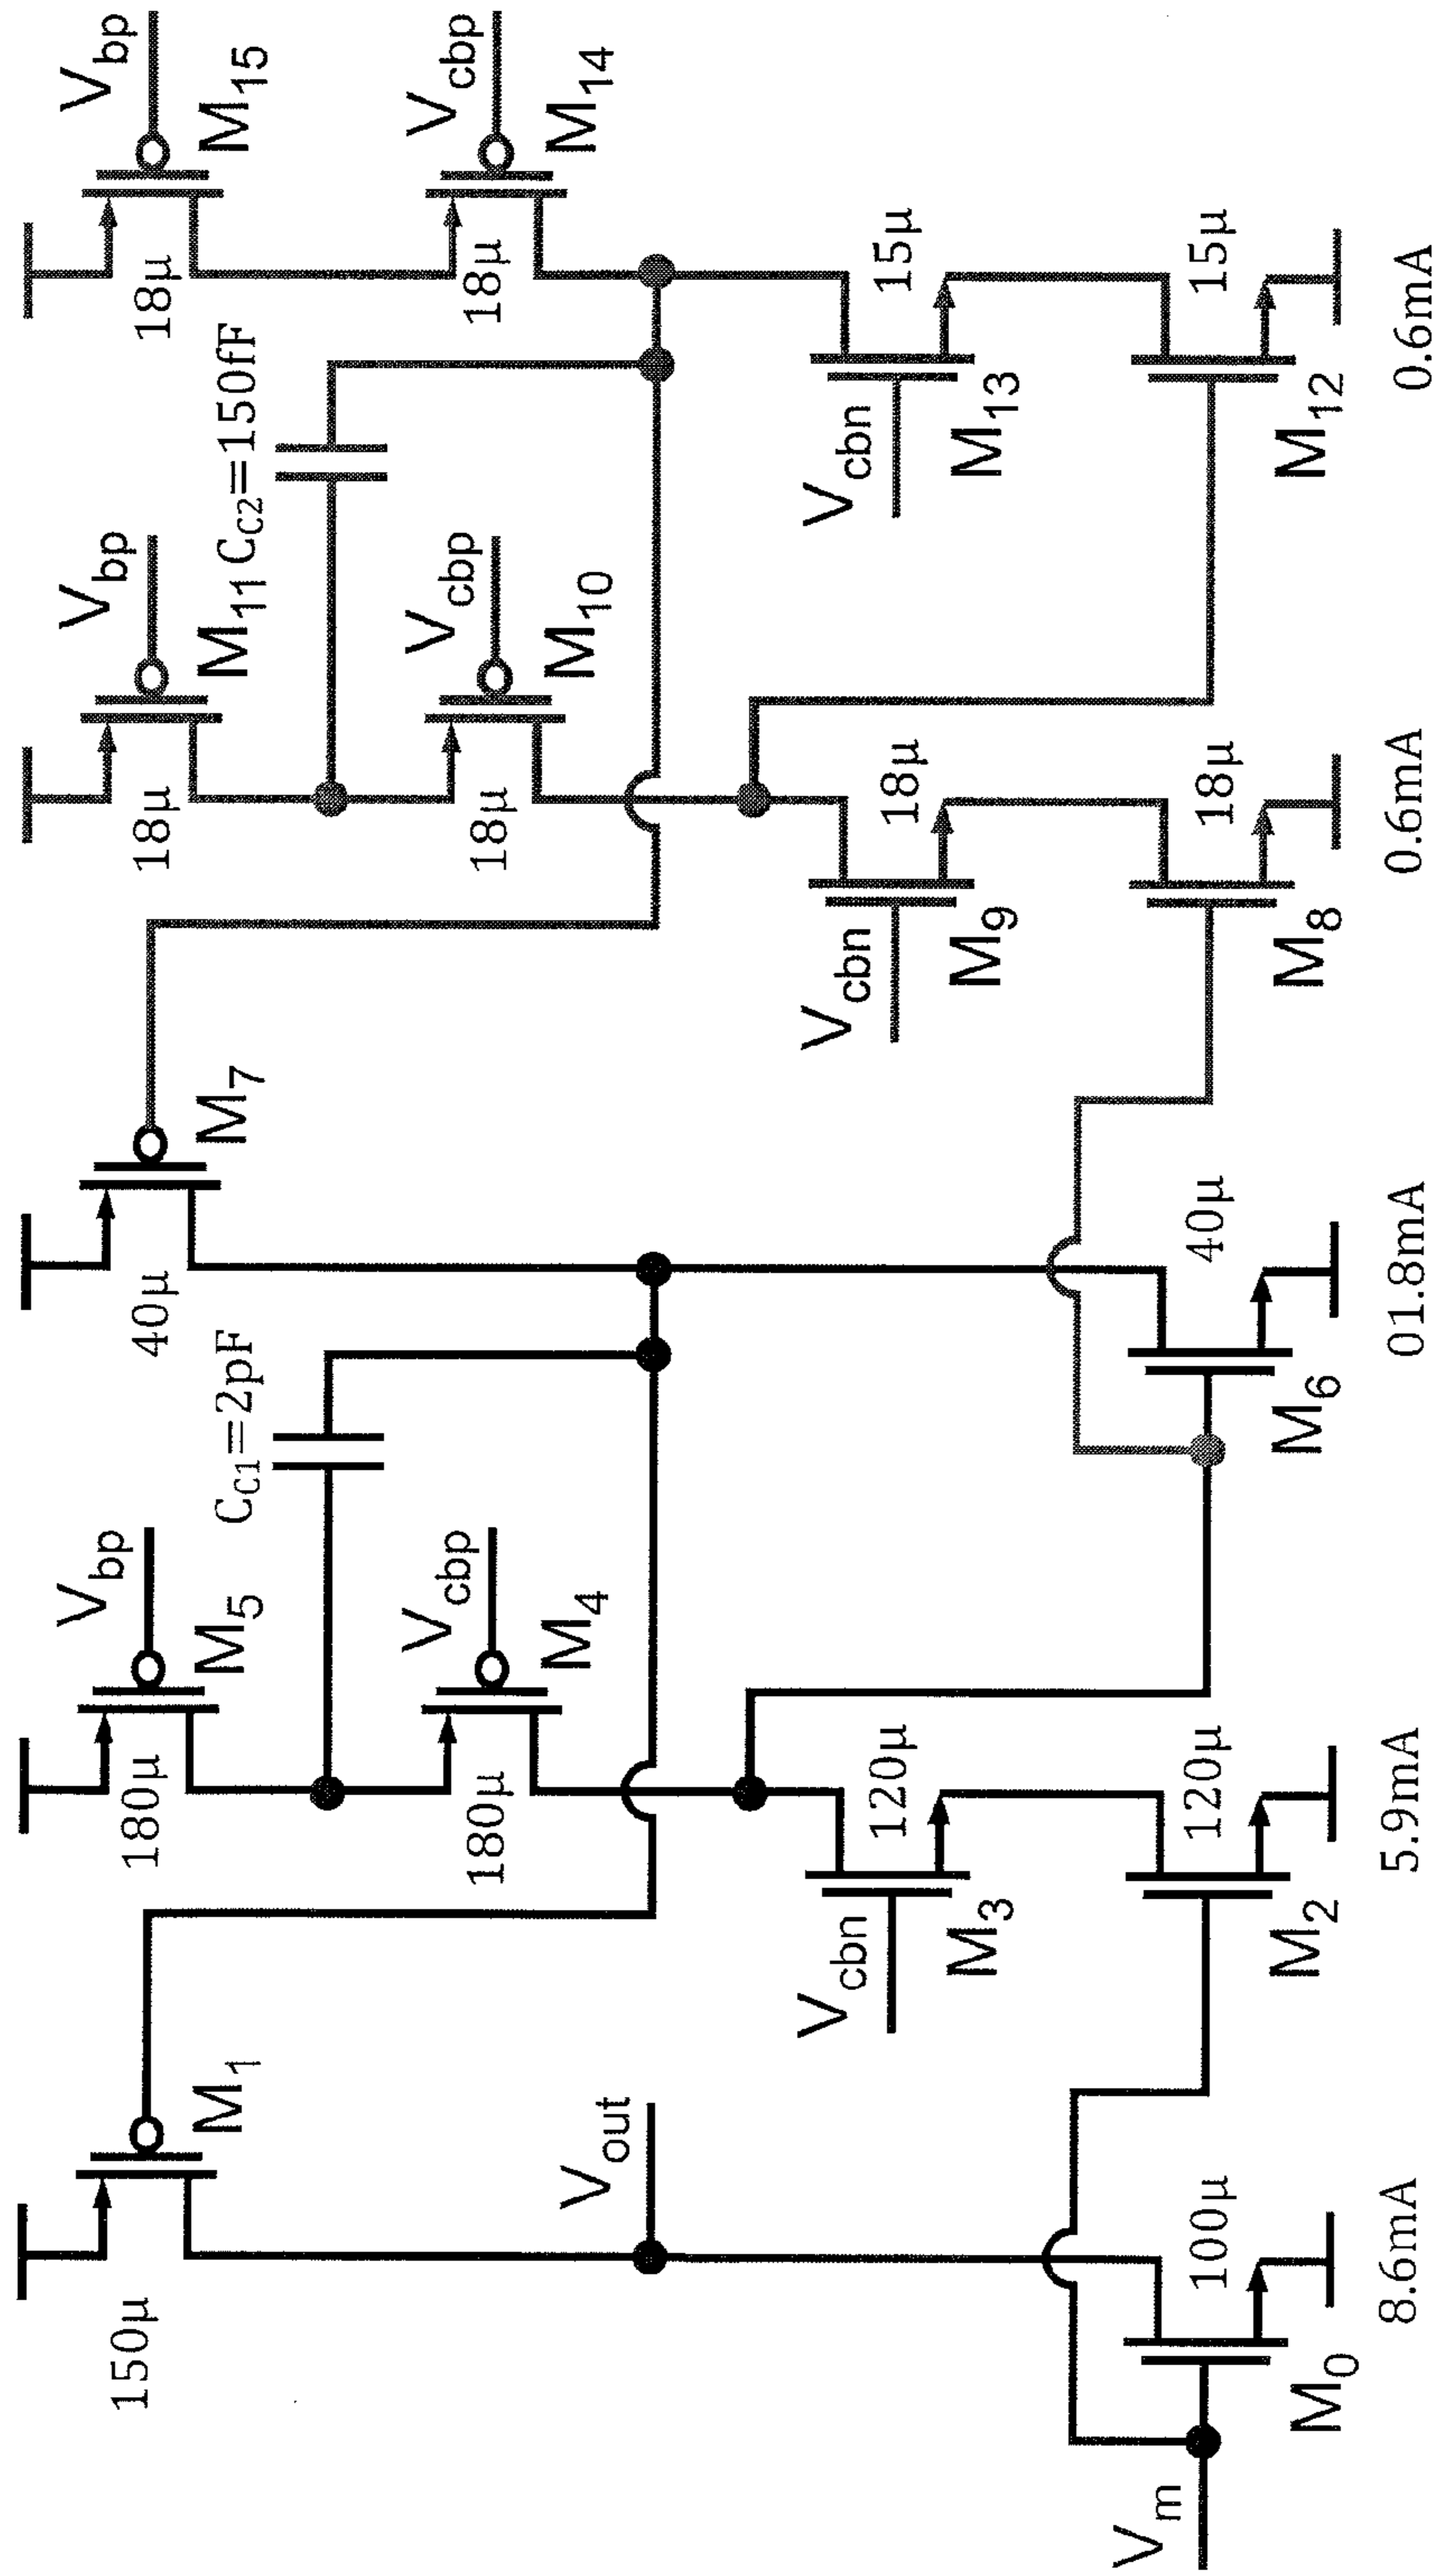 V_bp
M_15
18μ
V_cbp
M_14
18μ
V_cbn
M_13
15μ
M_12
15μ
0.6mA
C_C2=150fF
V_bp
M_11
18μ
V_cbp
M_10
18μ
V_cbn
M_9
18μ
M_8
18μ
0.6mA
M_7
40μ
M_6
40μ
01.8mA
C_C1=2pF
V_bp
M_5
180μ
V_cbp
M_4
180μ
V_cbn
M_3
120μ
M_2
120μ
5.9mA
M_1
150μ
V_out
M_0
100μ
8.6mA
V_m